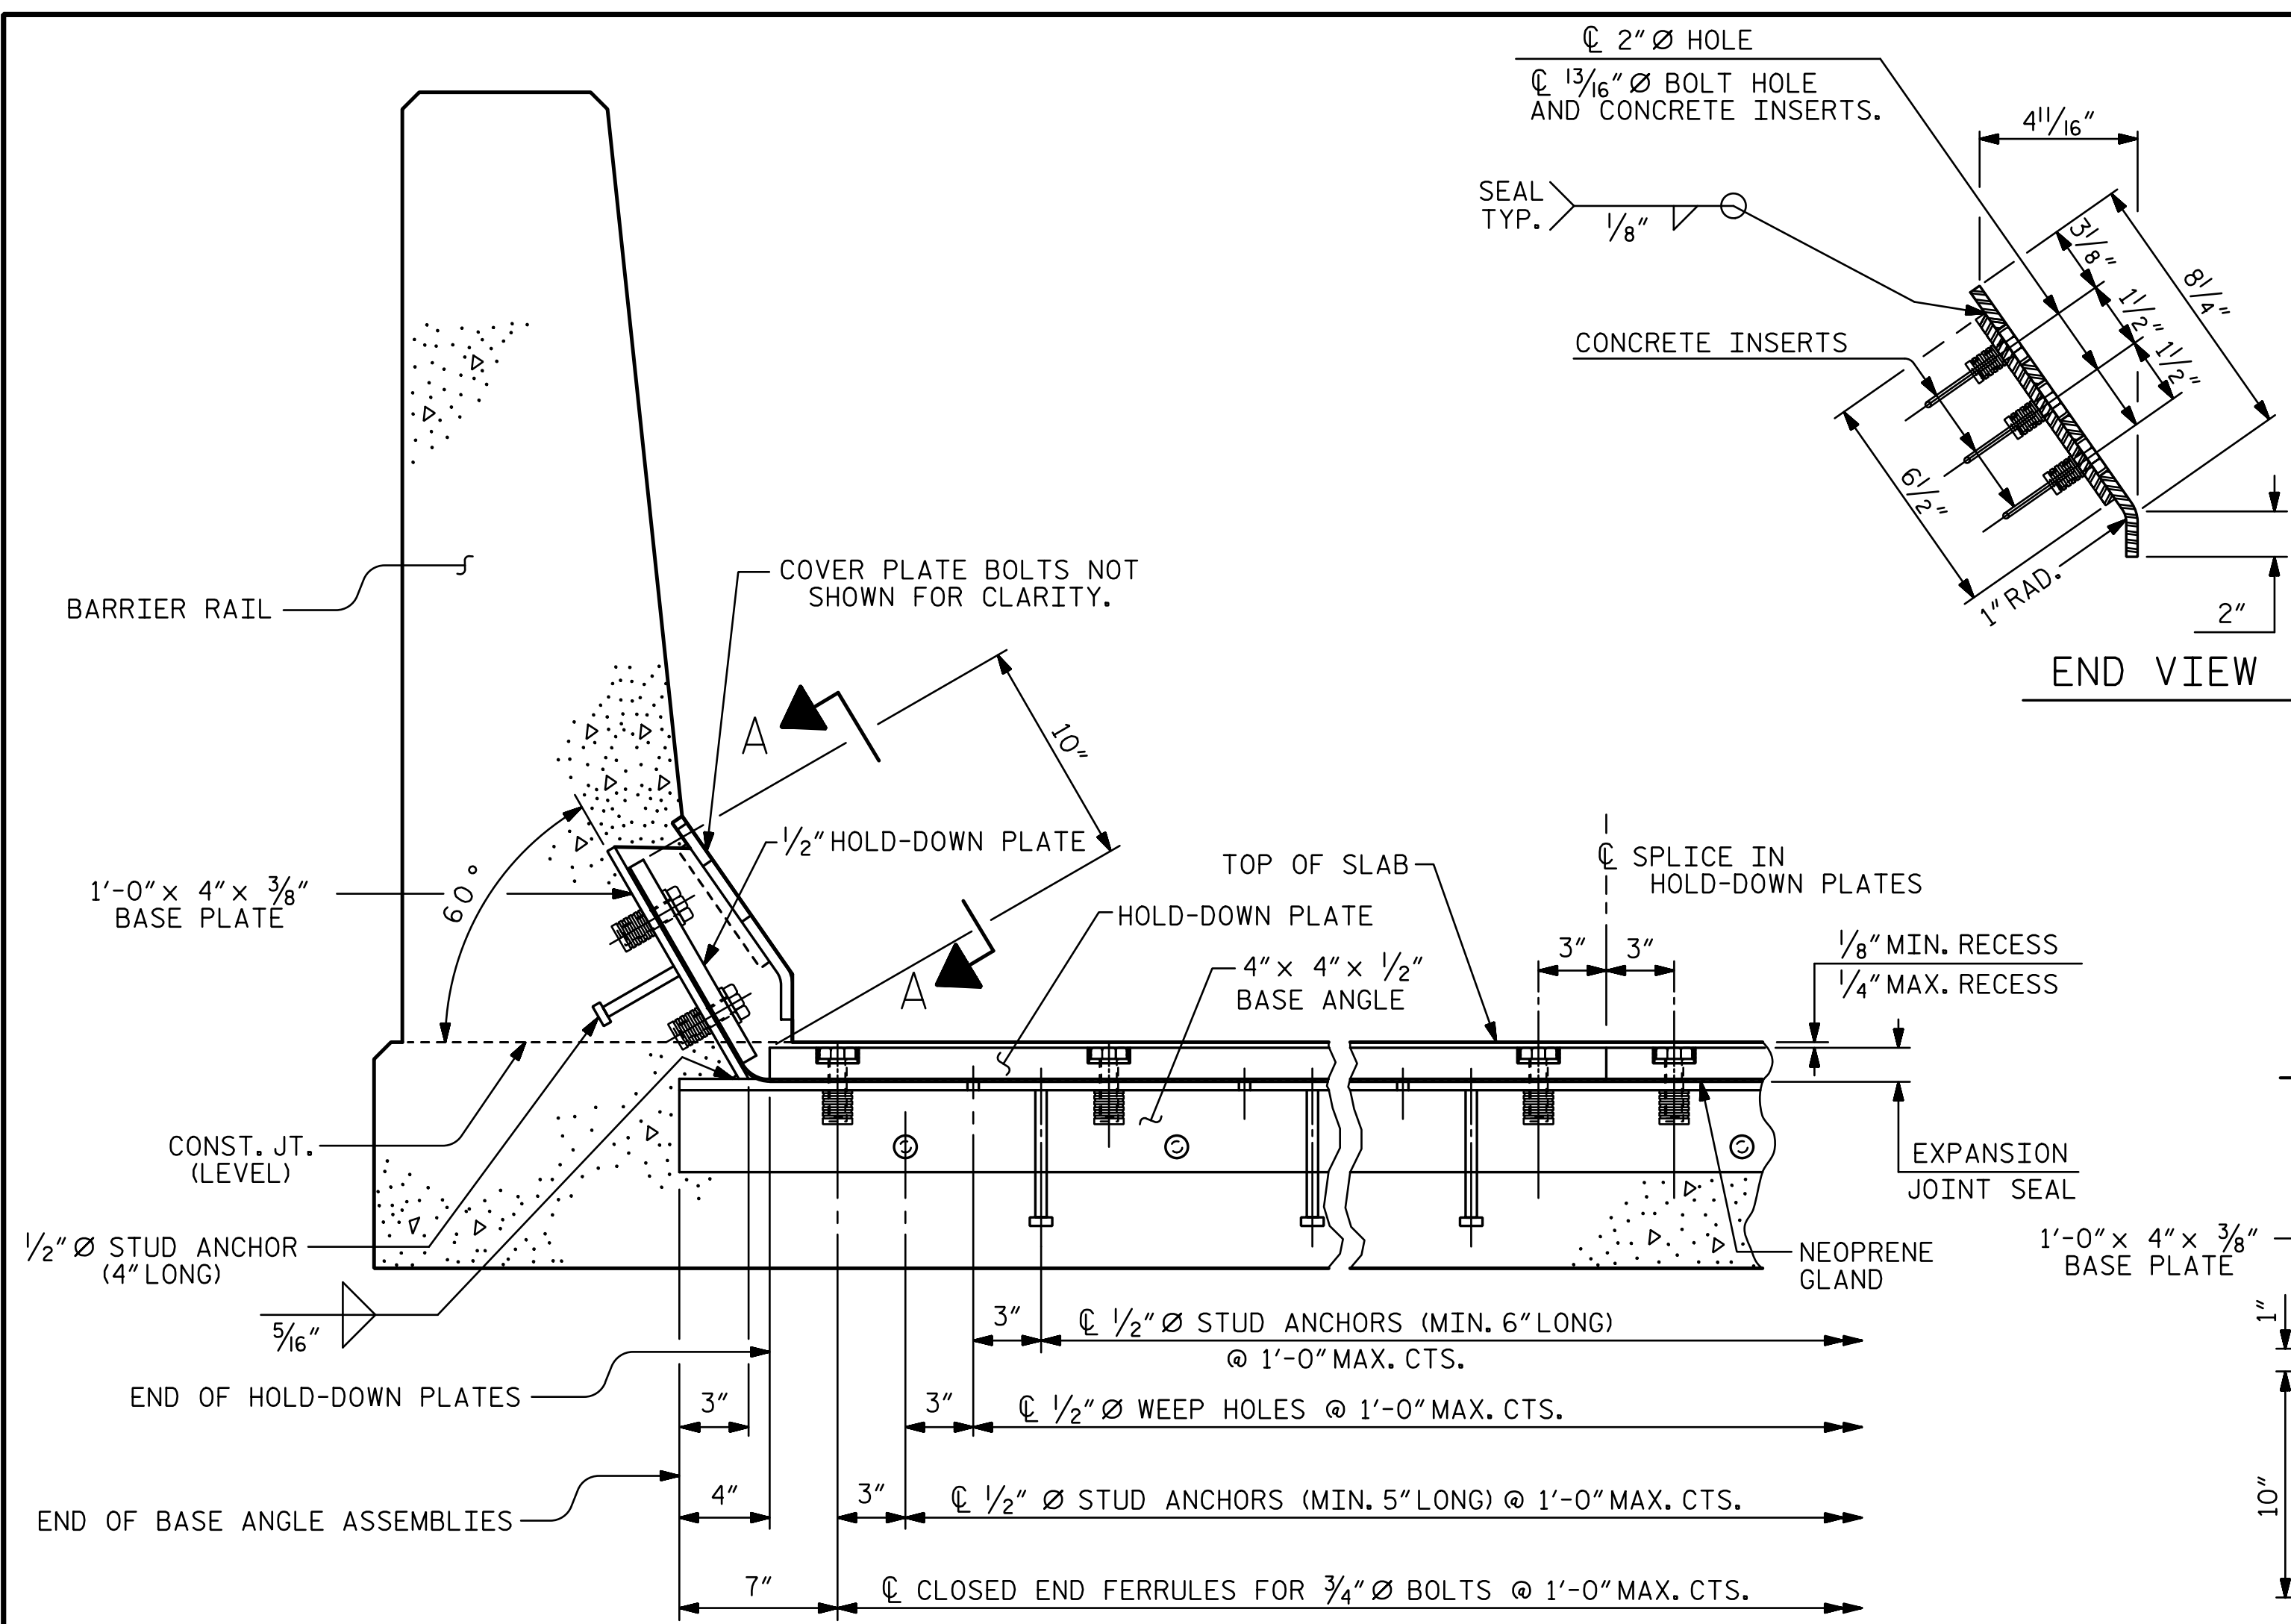 ℄ 2″ Ø HOLE
℄ 13/16″ Ø BOLT HOLE
AND CONCRETE INSERTS.
4 11/16″
SEAL
TYP.
1/8″
3 1/8″
8 1/4″
1 1/2″
1 1/2″
CONCRETE INSERTS
6 1/2″
1″ RAD.
2″
END VIEW
COVER PLATE BOLTS NOT
SHOWN FOR CLARITY.
BARRIER RAIL
A
10″
1/2″ HOLD-DOWN PLATE
TOP OF SLAB
℄ SPLICE IN
HOLD-DOWN PLATES
1'-0″ x 4″ x 3/8″
BASE PLATE
60°
HOLD-DOWN PLATE
3″
3″
1/8″ MIN. RECESS
1/4″ MAX. RECESS
A
4″ x 4″ x 1/2″
BASE ANGLE
CONST. JT.
(LEVEL)
EXPANSION
JOINT SEAL
1/2″ Ø STUD ANCHOR
(4″ LONG)
NEOPRENE
GLAND
1'-0″ x 4″ x 3/8″
BASE PLATE
5/16″
3″
℄ 1/2″ Ø STUD ANCHORS (MIN. 6″ LONG)
@ 1'-0″ MAX. CTS.
1″
END OF HOLD-DOWN PLATES
3″
3″
℄ 1/2″ Ø WEEP HOLES @ 1'-0″ MAX. CTS.
END OF BASE ANGLE ASSEMBLIES
4″
3″
℄ 1/2″ Ø STUD ANCHORS (MIN. 5″ LONG) @ 1'-0″ MAX. CTS.
10″
7″
℄ CLOSED END FERRULES FOR 3/4″ Ø BOLTS @ 1'-0″ MAX. CTS.